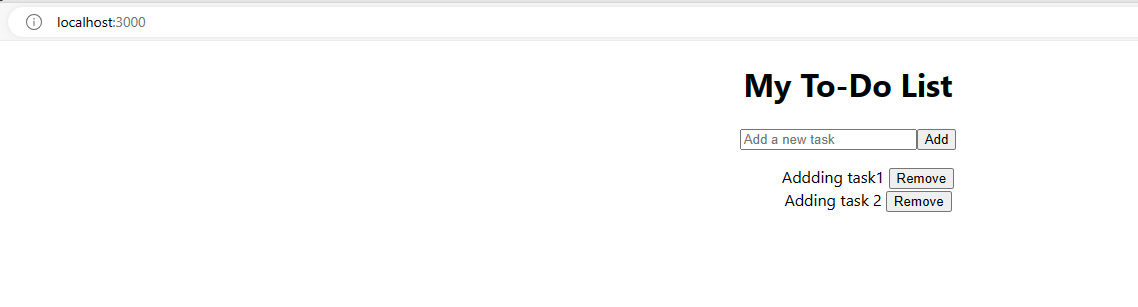 localhost:3000
My To-Do List
Add a new task Add
Addding task1 Remove
Adding task 2 Remove